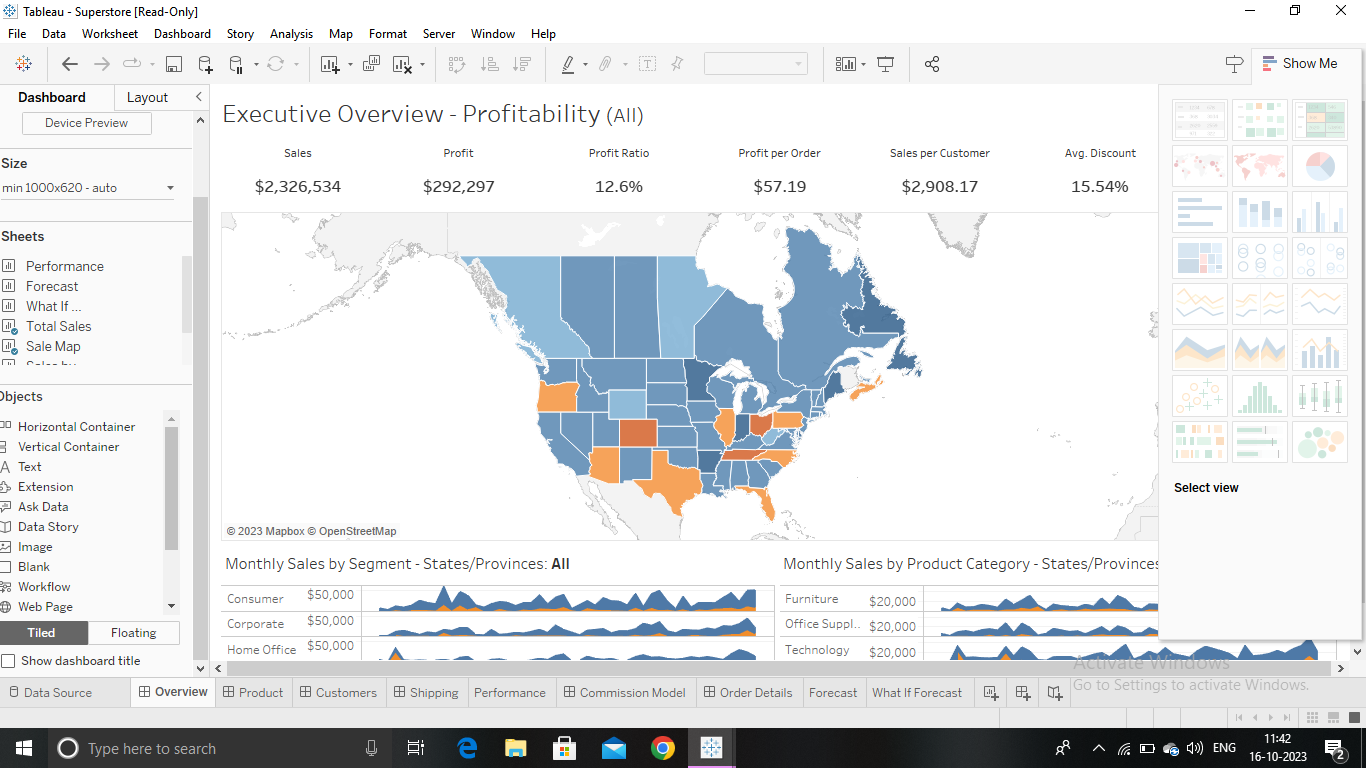 Tableau - Superstore [Read-Only]
File Data Worksheet Dashboard Story Analysis Map Format Server Window Help
Show Me
Dashboard Layout
Device Preview
Size
min 1000x620 - auto
Sheets
Performance
Forecast
What If ...
Total Sales
Sale Map
Objects
Horizontal Container
Vertical Container
Text
Extension
Ask Data
Data Story
Image
Blank
Workflow
Web Page
Tiled Floating
Show dashboard title
Executive Overview - Profitability (All)
Sales Profit Profit Ratio Profit per Order Sales per Customer Avg. Discount
$2,326,534 $292,297 12.6% $57.19 $2,908.17 15.54%
© 2023 Mapbox © OpenStreetMap
Monthly Sales by Segment - States/Provinces: All
Consumer $50,000
Corporate $50,000
Home Office $50,000
Monthly Sales by Product Category - States/Provinces
Furniture $20,000
Office Suppl.. $20,000
Technology $20,000
Select view
Activate Windows
Go to Settings to activate Windows.
Data Source Overview Product Customers Shipping Performance Commission Model Order Details Forecast What If Forecast
Type here to search
ENG
11:42
16-10-2023
2